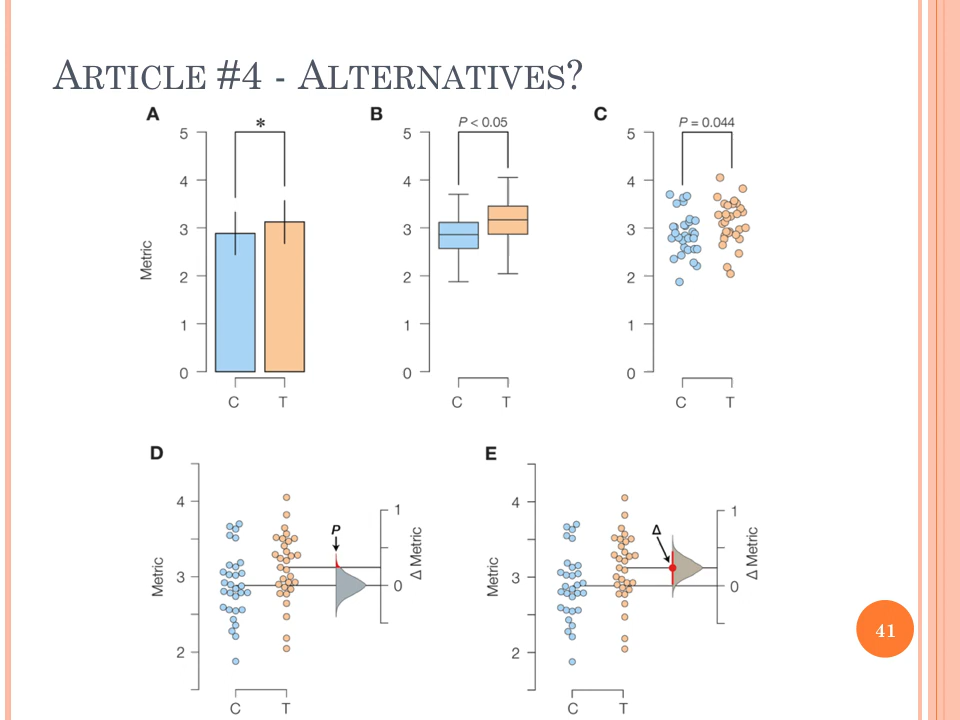 ARTICLE #4 - ALTERNATIVES?
A
B
C
*
P < 0.05
P = 0.044
5
4
3
2
1
0
Metric
C
T
5
4
3
2
1
0
C
T
5
4
3
2
1
0
C
T
D
E
4
3
2
Metric
P
1
0
Δ Metric
C
T
4
3
2
Metric
Δ
1
0
Δ Metric
C
T
41